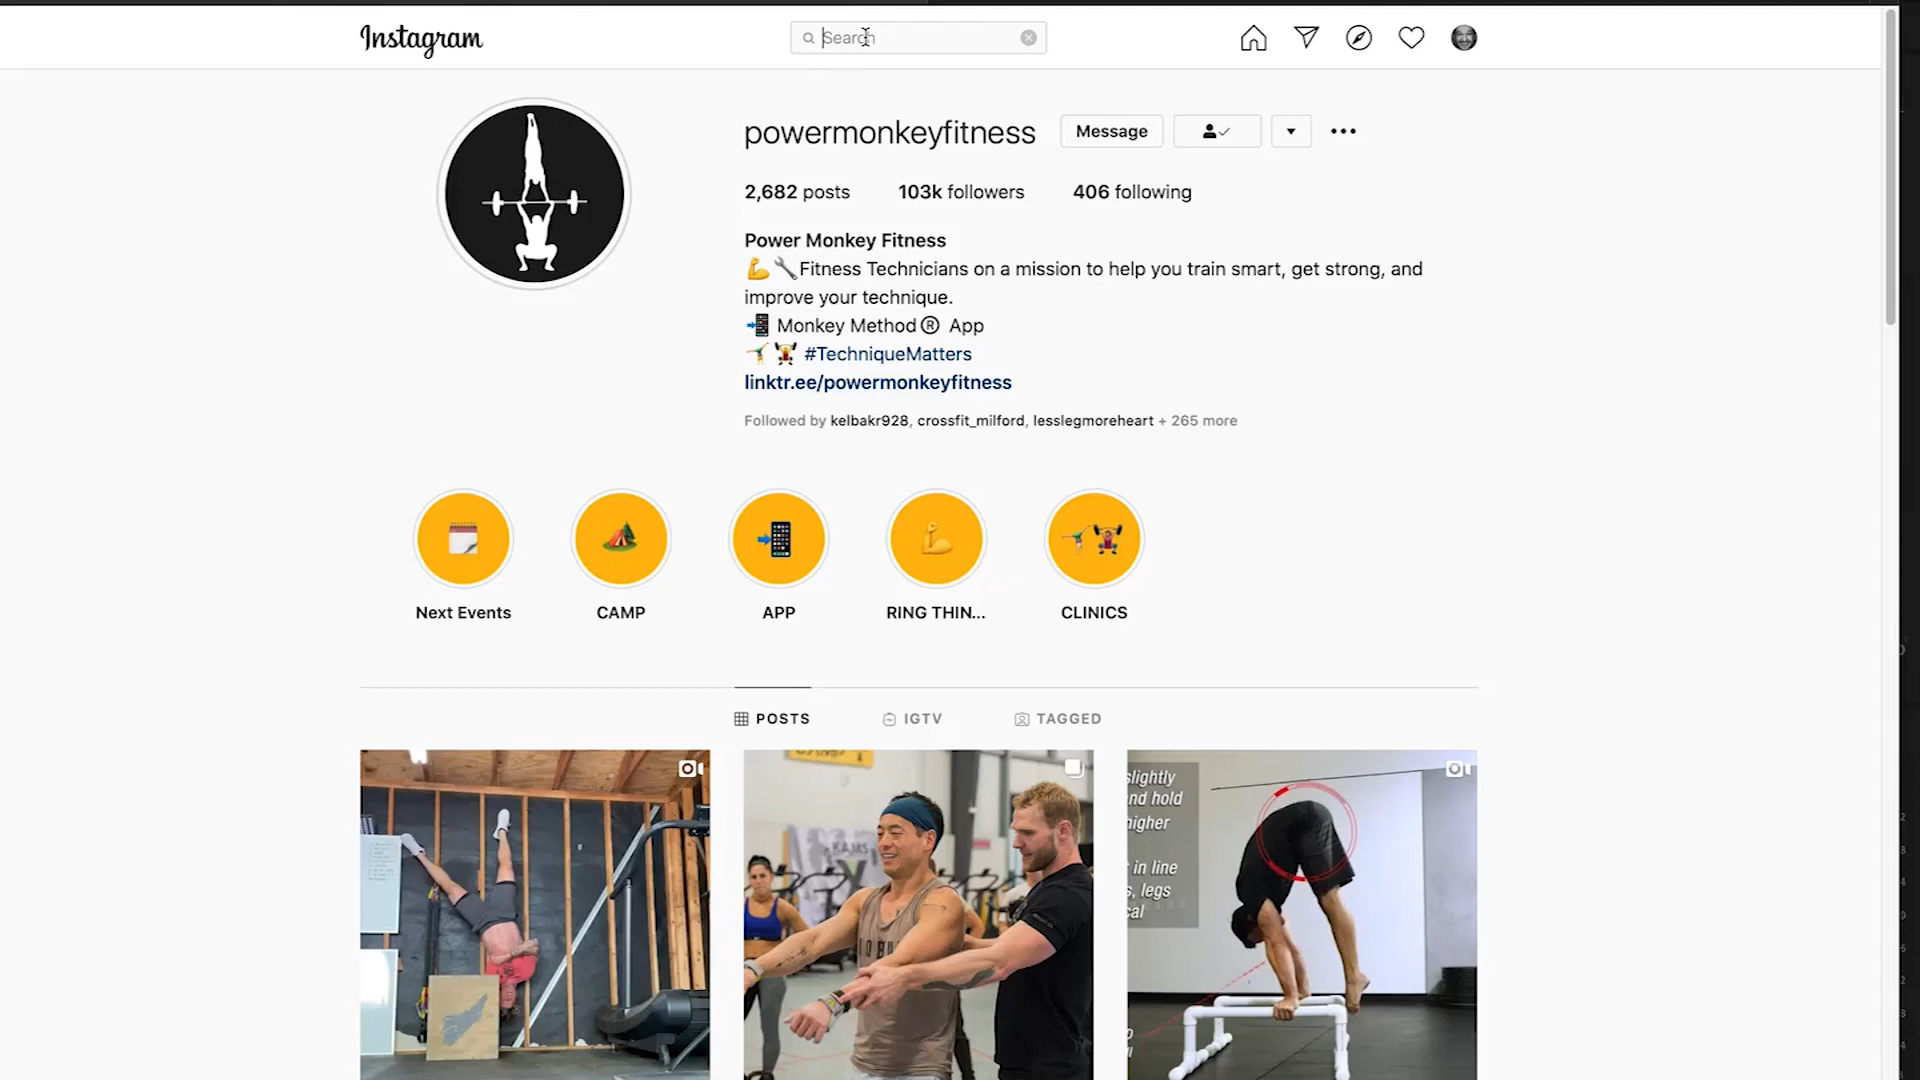 Instagram
Search
powermonkeyfitness
Message
2,682 posts
103k followers
406 following
Power Monkey Fitness
💪🔧Fitness Technicians on a mission to help you train smart, get strong, and
improve your technique.
📲 Monkey Method® App
🤸🏋 #TechniqueMatters
linktr.ee/powermonkeyfitness
Followed by kelbakr928, crossfit_milford, lesslegmoreheart + 265 more
Next Events
CAMP
APP
RING THIN...
CLINICS
POSTS
IGTV
TAGGED
slightly
nd hold
higher
in line
s, legs
cal